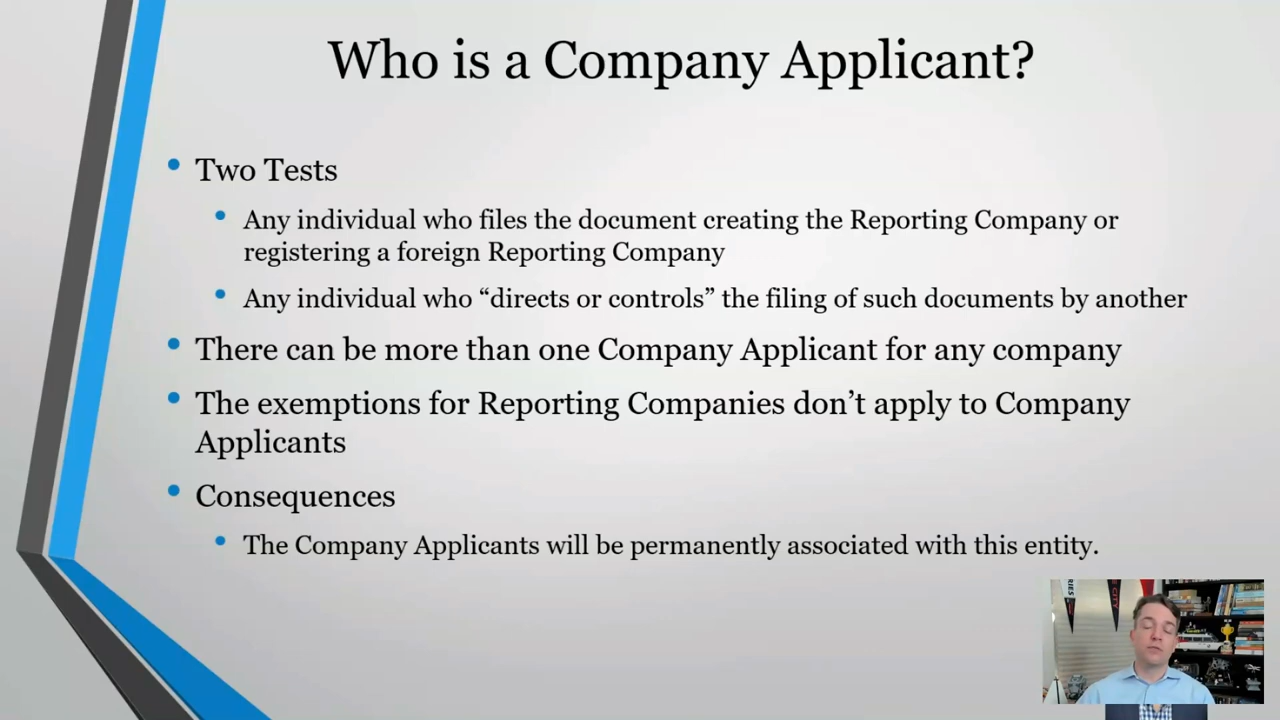 Who is a Company Applicant?
Two Tests
Any individual who files the document creating the Reporting Company or
registering a foreign Reporting Company
Any individual who “directs or controls” the filing of such documents by another
There can be more than one Company Applicant for any company
The exemptions for Reporting Companies don’t apply to Company
Applicants
Consequences
The Company Applicants will be permanently associated with this entity.